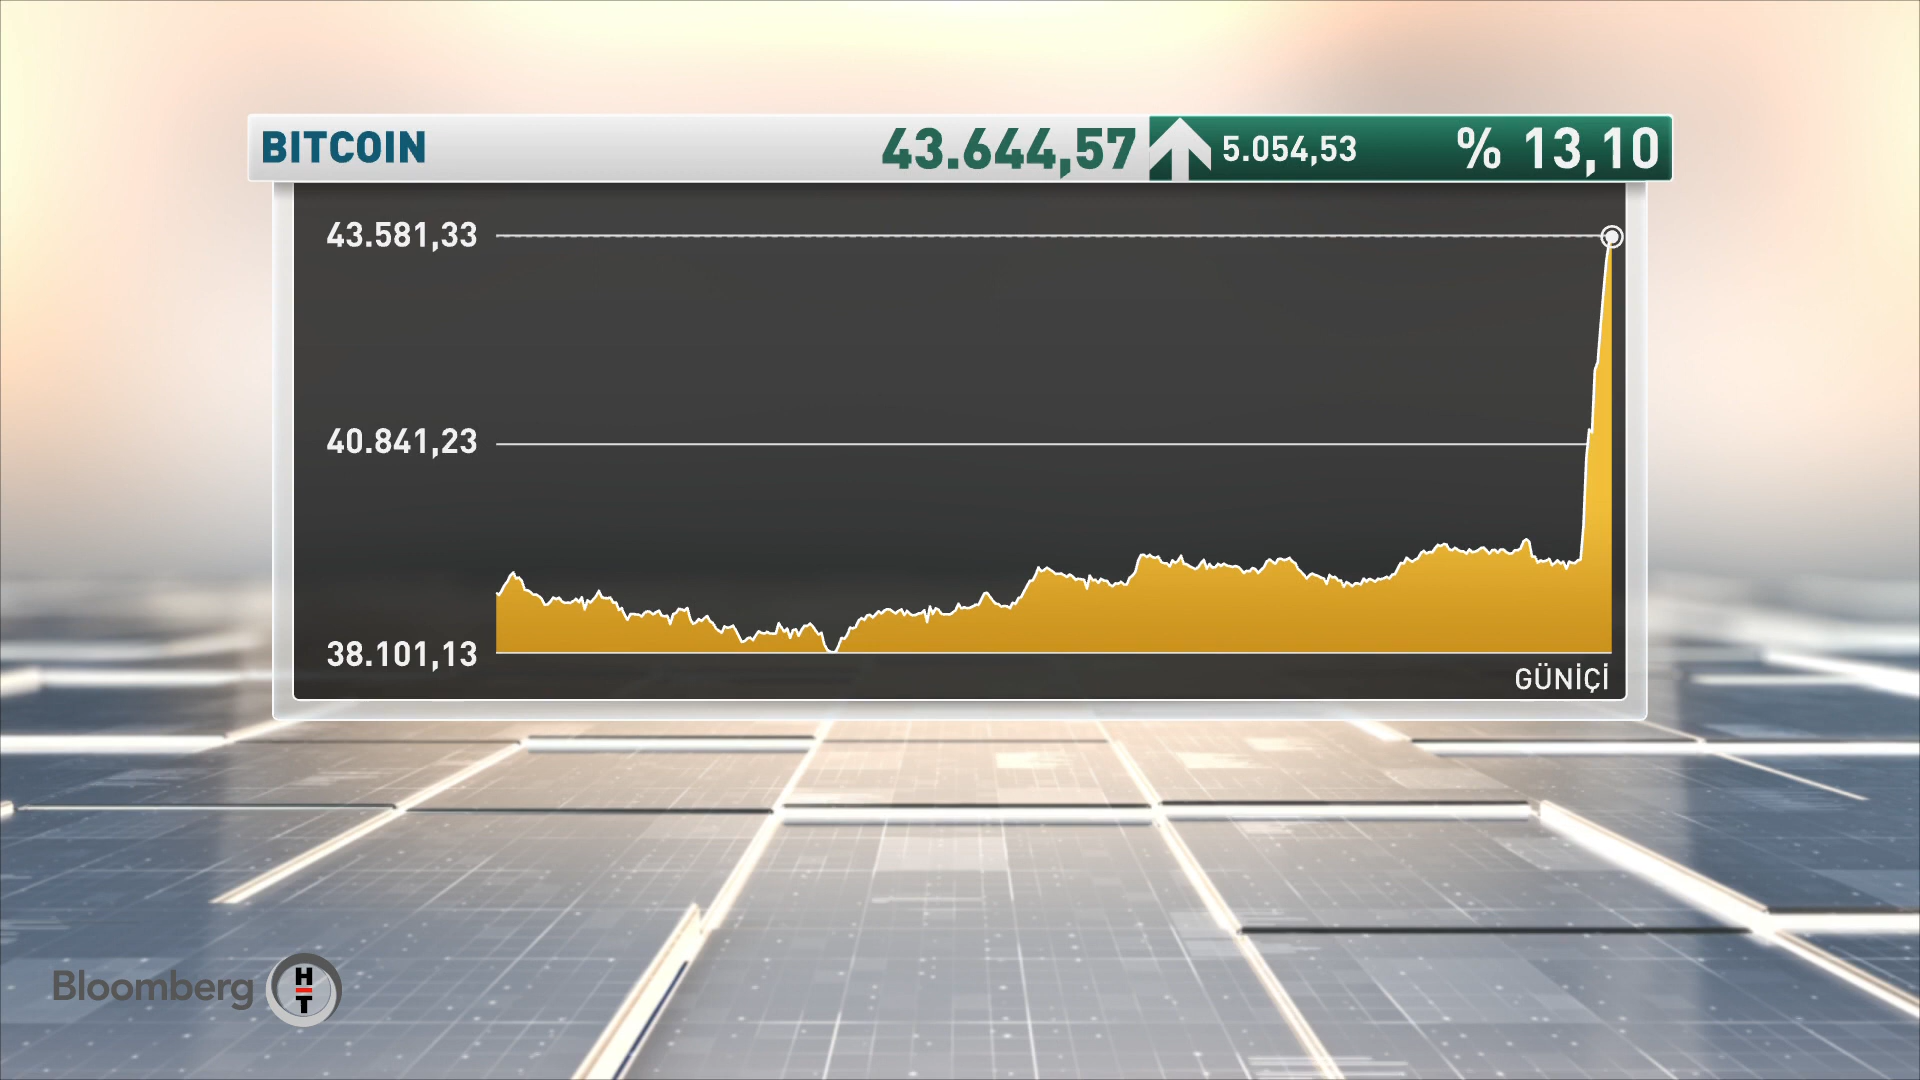 BITCOIN 43.644,57 5.054,53 % 13,10
43.581,33
40.841,23
38.101,13
GÜNİÇİ
Bloomberg HT